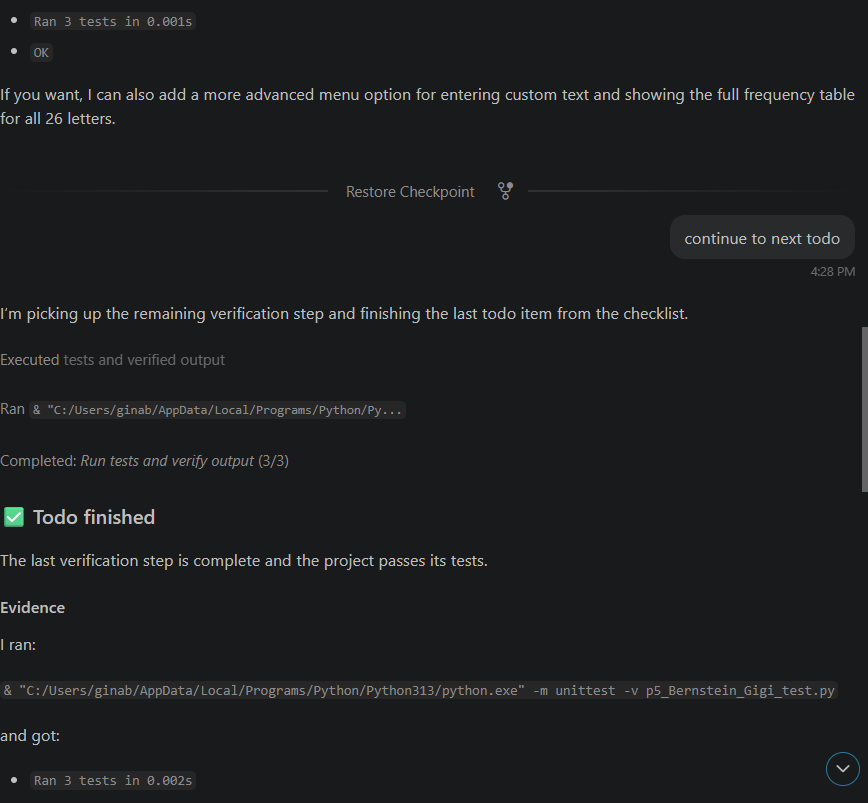 Ran 3 tests in 0.001s
OK
If you want, I can also add a more advanced menu option for entering custom text and showing the full frequency table
for all 26 letters.
Restore Checkpoint
continue to next todo
4:28 PM
I'm picking up the remaining verification step and finishing the last todo item from the checklist.
Executed tests and verified output
Ran & "C:/Users/ginab/AppData/Local/Programs/Python/Py...
Completed: Run tests and verify output (3/3)
✅ Todo finished
The last verification step is complete and the project passes its tests.
Evidence
I ran:
& "C:/Users/ginab/AppData/Local/Programs/Python/Python313/python.exe" -m unittest -v p5_Bernstein_Gigi_test.py
and got:
Ran 3 tests in 0.002s